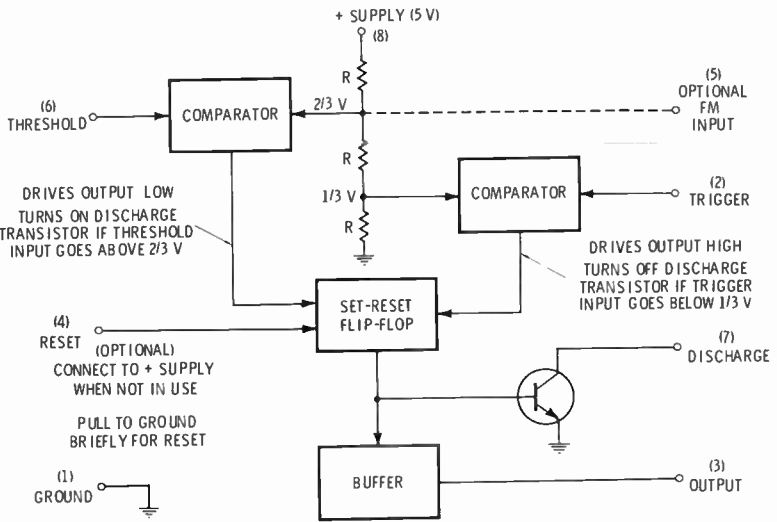 + SUPPLY (5 V)
(8)
R
(6)
THRESHOLD
COMPARATOR
2/3 V
(5)
OPTIONAL
FM
INPUT
R
1/3 V
COMPARATOR
(2)
TRIGGER
R
DRIVES OUTPUT LOW
TURNS ON DISCHARGE
TRANSISTOR IF THRESHOLD
INPUT GOES ABOVE 2/3 V
DRIVES OUTPUT HIGH
TURNS OFF DISCHARGE
TRANSISTOR IF TRIGGER
INPUT GOES BELOW 1/3 V
SET-RESET
FLIP-FLOP
(4)
RESET
(OPTIONAL)
CONNECT TO + SUPPLY
WHEN NOT IN USE
PULL TO GROUND
BRIEFLY FOR RESET
(7)
DISCHARGE
BUFFER
(3)
OUTPUT
(1)
GROUND